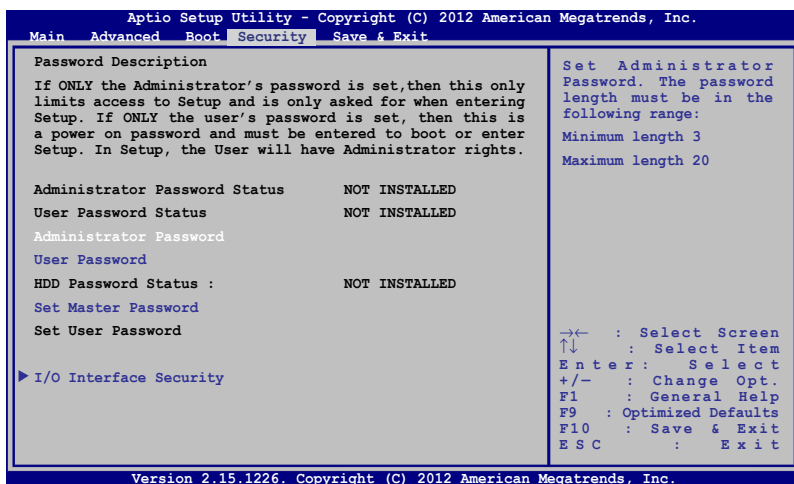 Aptio Setup Utility - Copyright (C) 2012 American Megatrends, Inc.
Main Advanced Boot Security Save & Exit
Password Description
If ONLY the Administrator's password is set,then this only
limits access to Setup and is only asked for when entering
Setup. If ONLY the user's password is set, then this is
a power on password and must be entered to boot or enter
Setup. In Setup, the User will have Administrator rights.
Administrator Password Status NOT INSTALLED
User Password Status NOT INSTALLED
Administrator Password
User Password
HDD Password Status : NOT INSTALLED
Set Master Password
Set User Password
I/O Interface Security
Set Administrator
Password. The password
length must be in the
following range:
Minimum length 3
Maximum length 20
→← : Select Screen
↑↓ : Select Item
Enter: Select
+/— : Change Opt.
F1 : General Help
F9 : Optimized Defaults
F10 : Save & Exit
ESC : Exit
Version 2.15.1226. Copyright (C) 2012 American Megatrends, Inc.